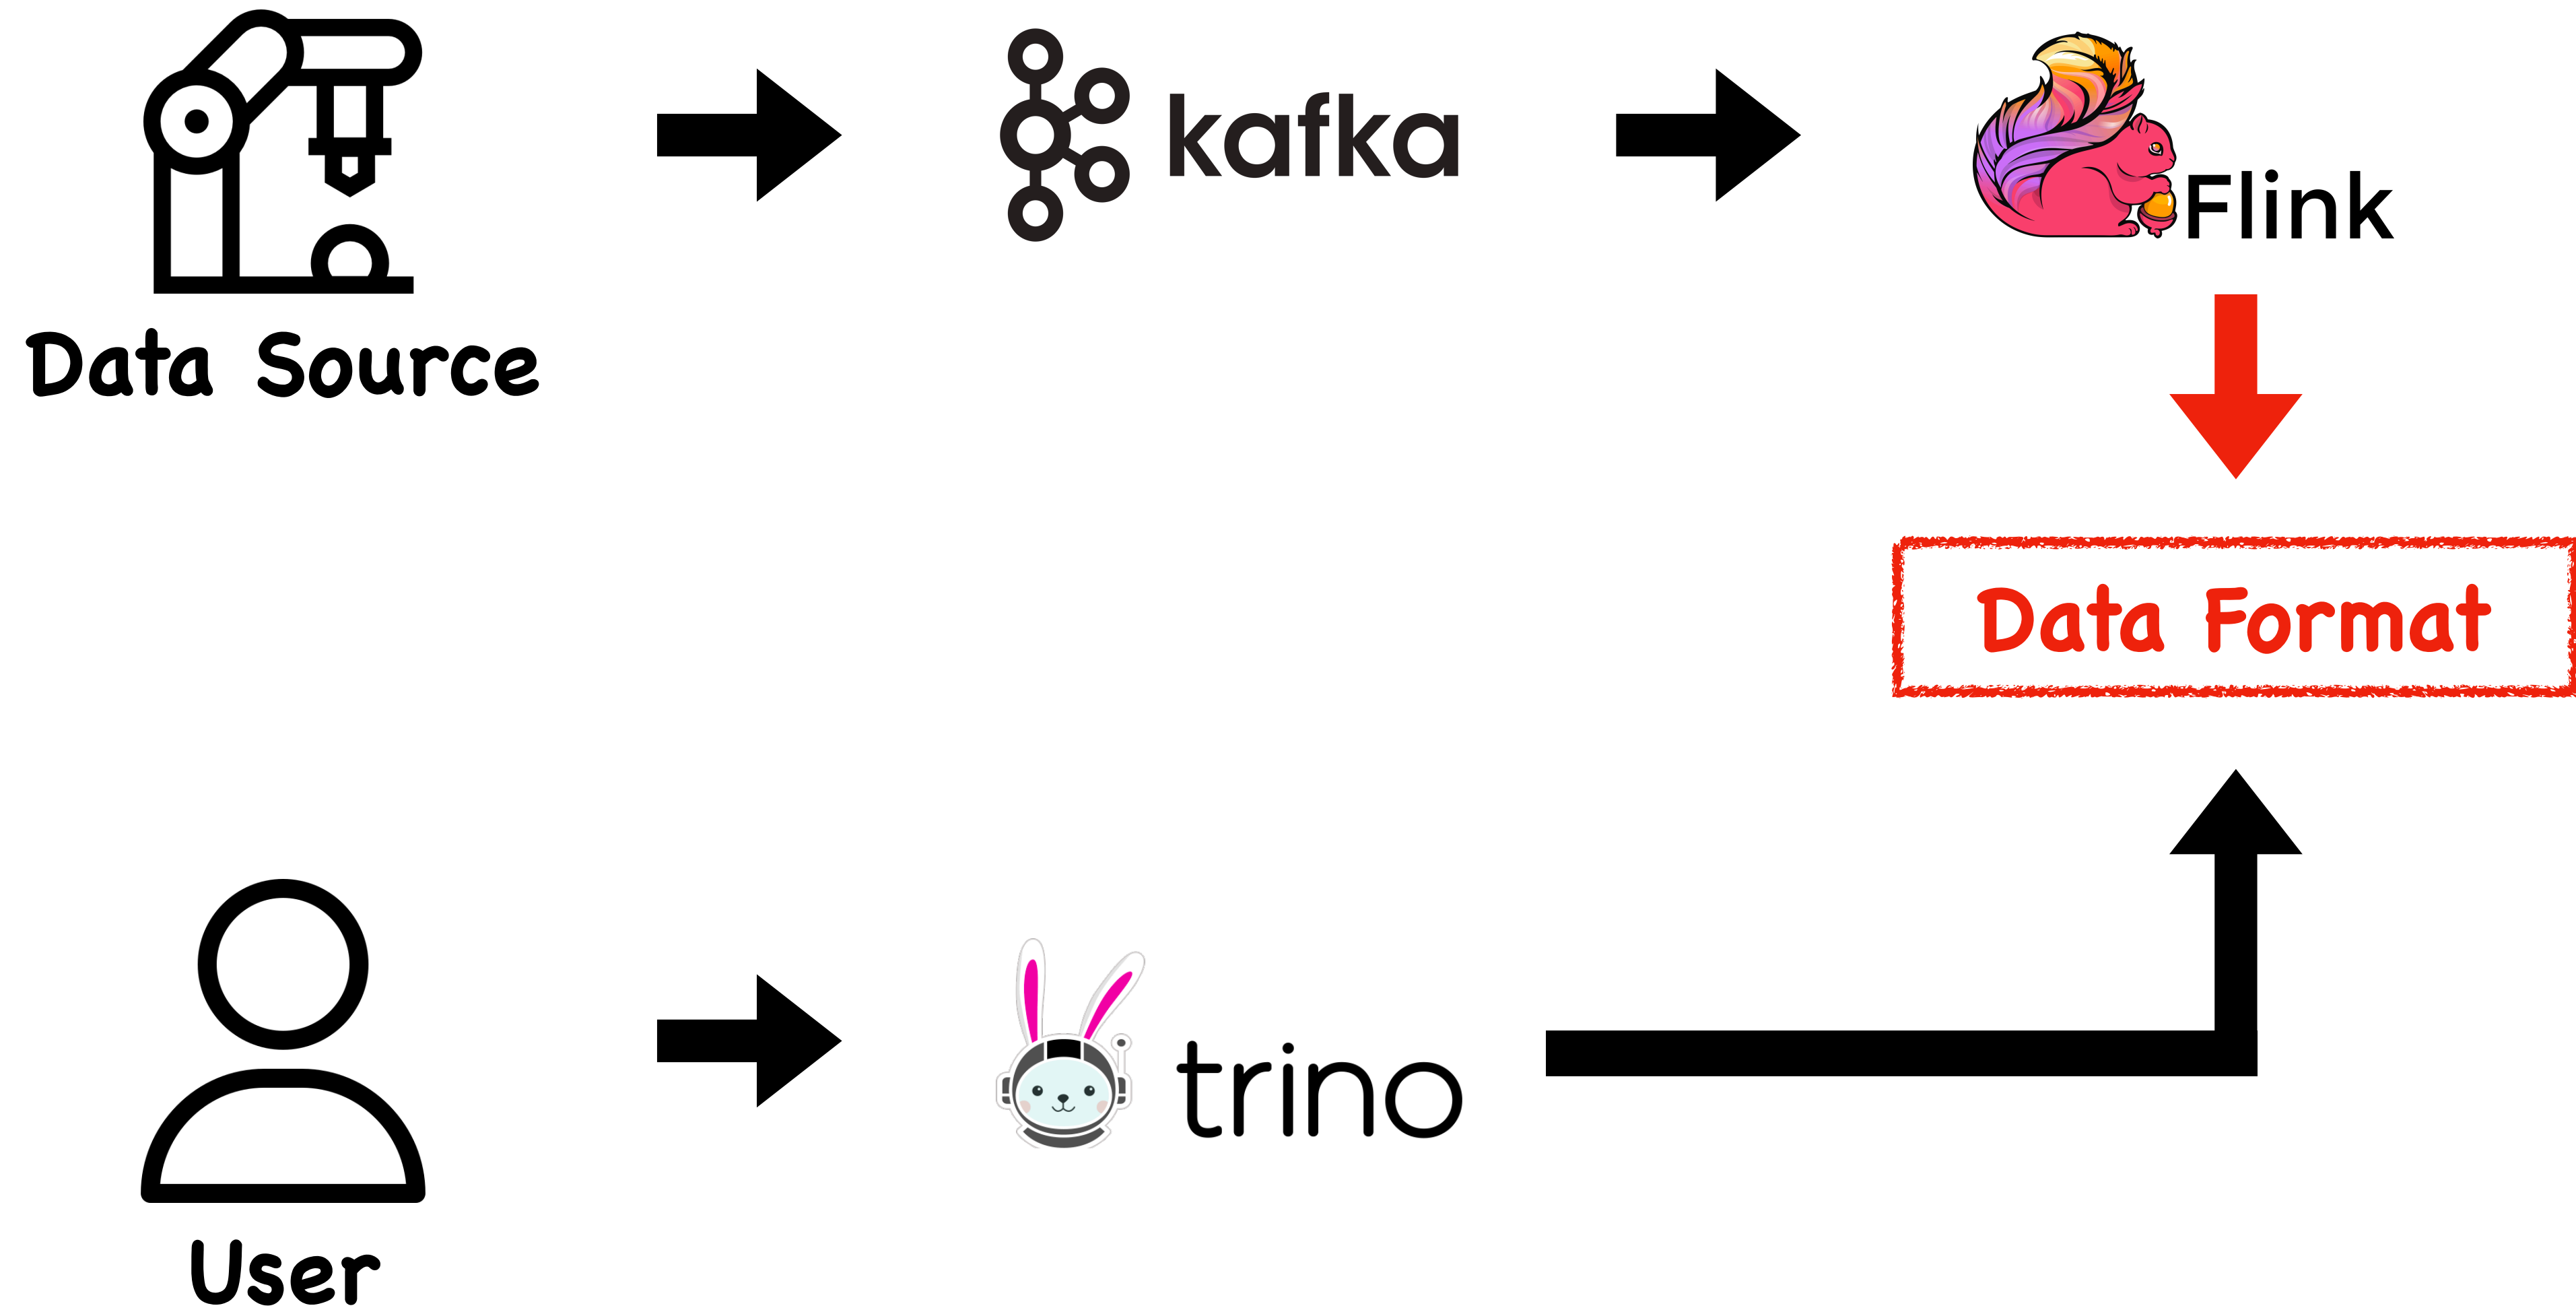 kafka
Flink
Data Source
Data Format
trino
User